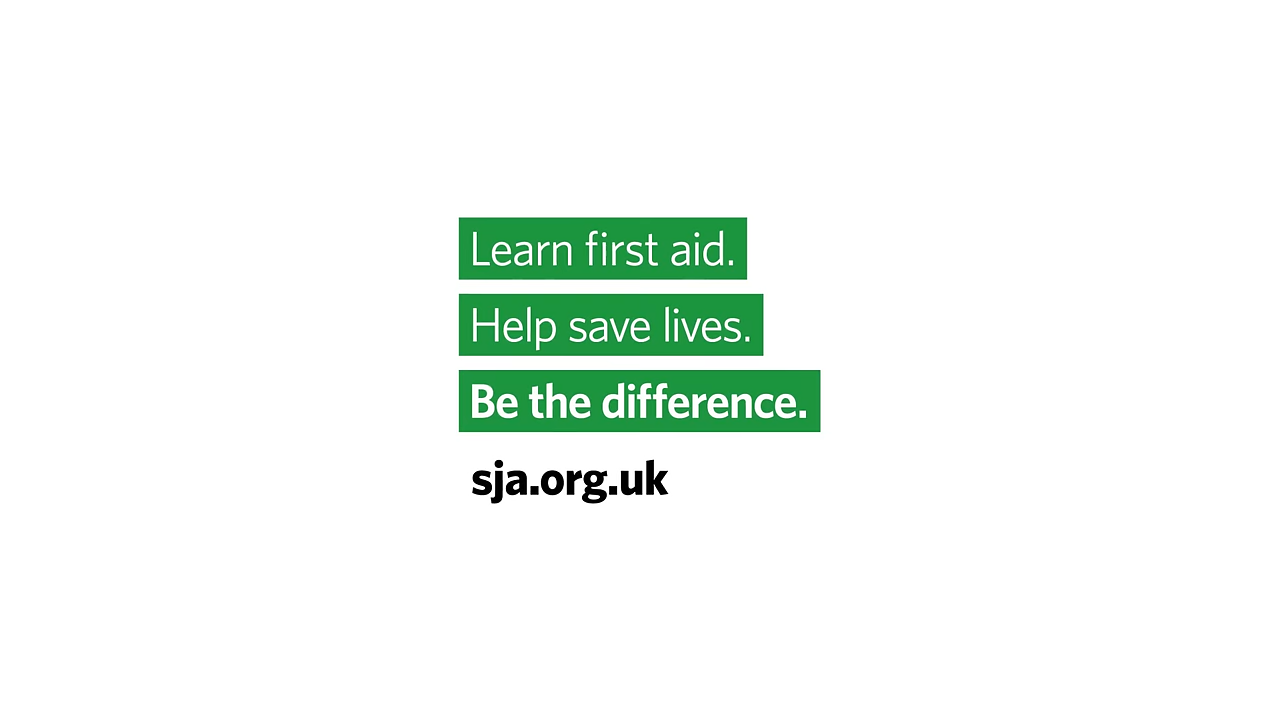 Learn first aid.
Help save lives.
Be the difference.
sja.org.uk